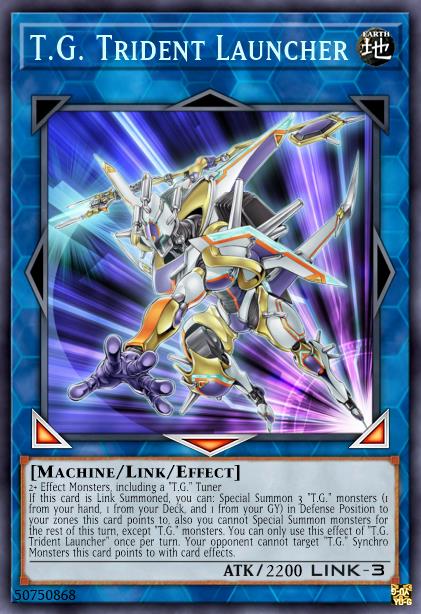 T.G. Trident Launcher
EARTH
地
[Machine/Link/Effect]
2+ Effect Monsters, including a "T.G." Tuner
If this card is Link Summoned, you can: Special Summon 3 "T.G." monsters (1
from your hand, 1 from your Deck, and 1 from your GY) in Defense Position to
your zones this card points to, also you cannot Special Summon monsters for
the rest of this turn, except "T.G." monsters. You can only use this effect of "T.G.
Trident Launcher" once per turn. Your opponent cannot target "T.G." Synchro
Monsters this card points to with card effects.
ATK/2200 LINK-3
50750868